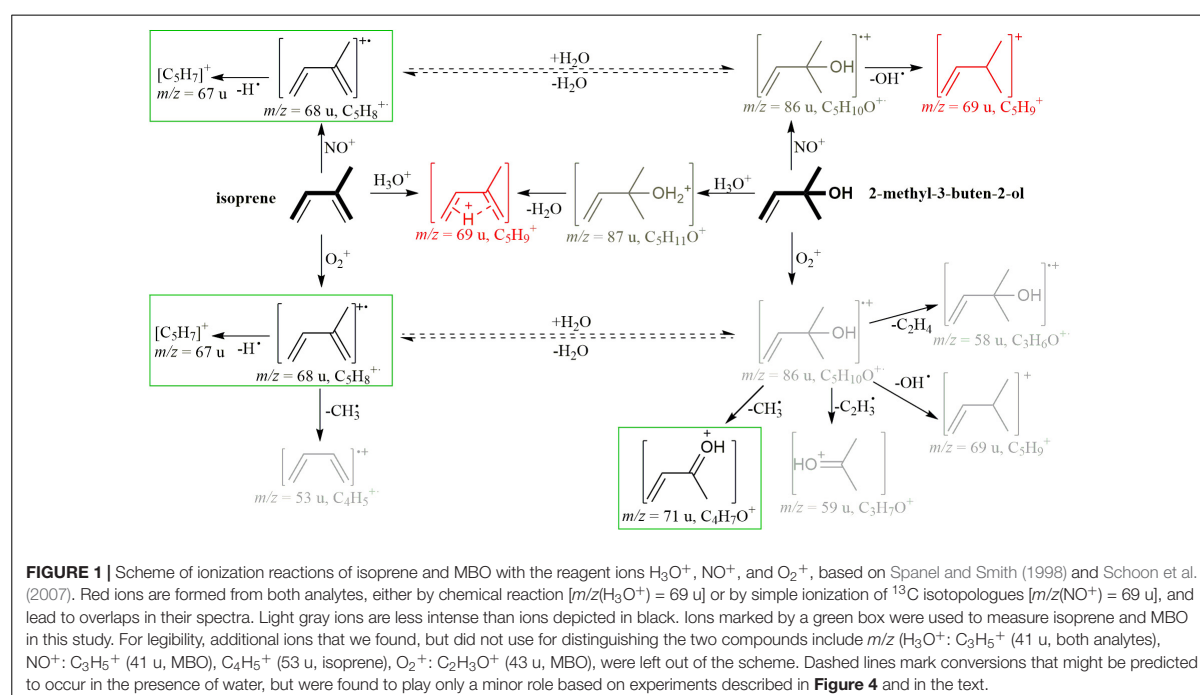 [C₅H₇]⁺
m/z = 67 u
-H•
+•
m/z = 68 u, C₅H₈⁺·
+H₂O
-H₂O
OH
•+
m/z = 86 u, C₅H₁₀O⁺·
-OH•
+
m/z = 69 u, C₅H₉⁺
NO⁺
NO⁺
isoprene
H₃O⁺
+
H
m/z = 69 u, C₅H₉⁺
-H₂O
OH₂⁺
m/z = 87 u, C₅H₁₁O⁺
H₃O⁺
OH
2-methyl-3-buten-2-ol
O₂⁺
O₂⁺
[C₅H₇]⁺
m/z = 67 u
-H•
+•
m/z = 68 u, C₅H₈⁺·
+H₂O
-H₂O
OH
•+
m/z = 86 u, C₅H₁₀O⁺·
-C₂H₄
OH
•+
m/z = 58 u, C₃H₆O⁺·
-CH₃•
•+
m/z = 53 u, C₄H₅⁺·
-CH₃•
+
OH
m/z = 71 u, C₄H₇O⁺
-C₂H₃•
+
HO
m/z = 59 u, C₃H₇O⁺
-OH•
+
m/z = 69 u, C₅H₉⁺
FIGURE 1 | Scheme of ionization reactions of isoprene and MBO with the reagent ions H₃O⁺, NO⁺, and O₂⁺, based on Spanel and Smith (1998) and Schoon et al.
(2007). Red ions are formed from both analytes, either by chemical reaction [m/z(H₃O⁺) = 69 u] or by simple ionization of ¹³C isotopologues [m/z(NO⁺) = 69 u], and
lead to overlaps in their spectra. Light gray ions are less intense than ions depicted in black. Ions marked by a green box were used to measure isoprene and MBO
in this study. For legibility, additional ions that we found, but did not use for distinguishing the two compounds include m/z (H₃O⁺: C₃H₅⁺ (41 u, both analytes),
NO⁺: C₃H₅⁺ (41 u, MBO), C₄H₅⁺ (53 u, isoprene), O₂⁺: C₂H₃O⁺ (43 u, MBO), were left out of the scheme. Dashed lines mark conversions that might be predicted
to occur in the presence of water, but were found to play only a minor role based on experiments described in Figure 4 and in the text.